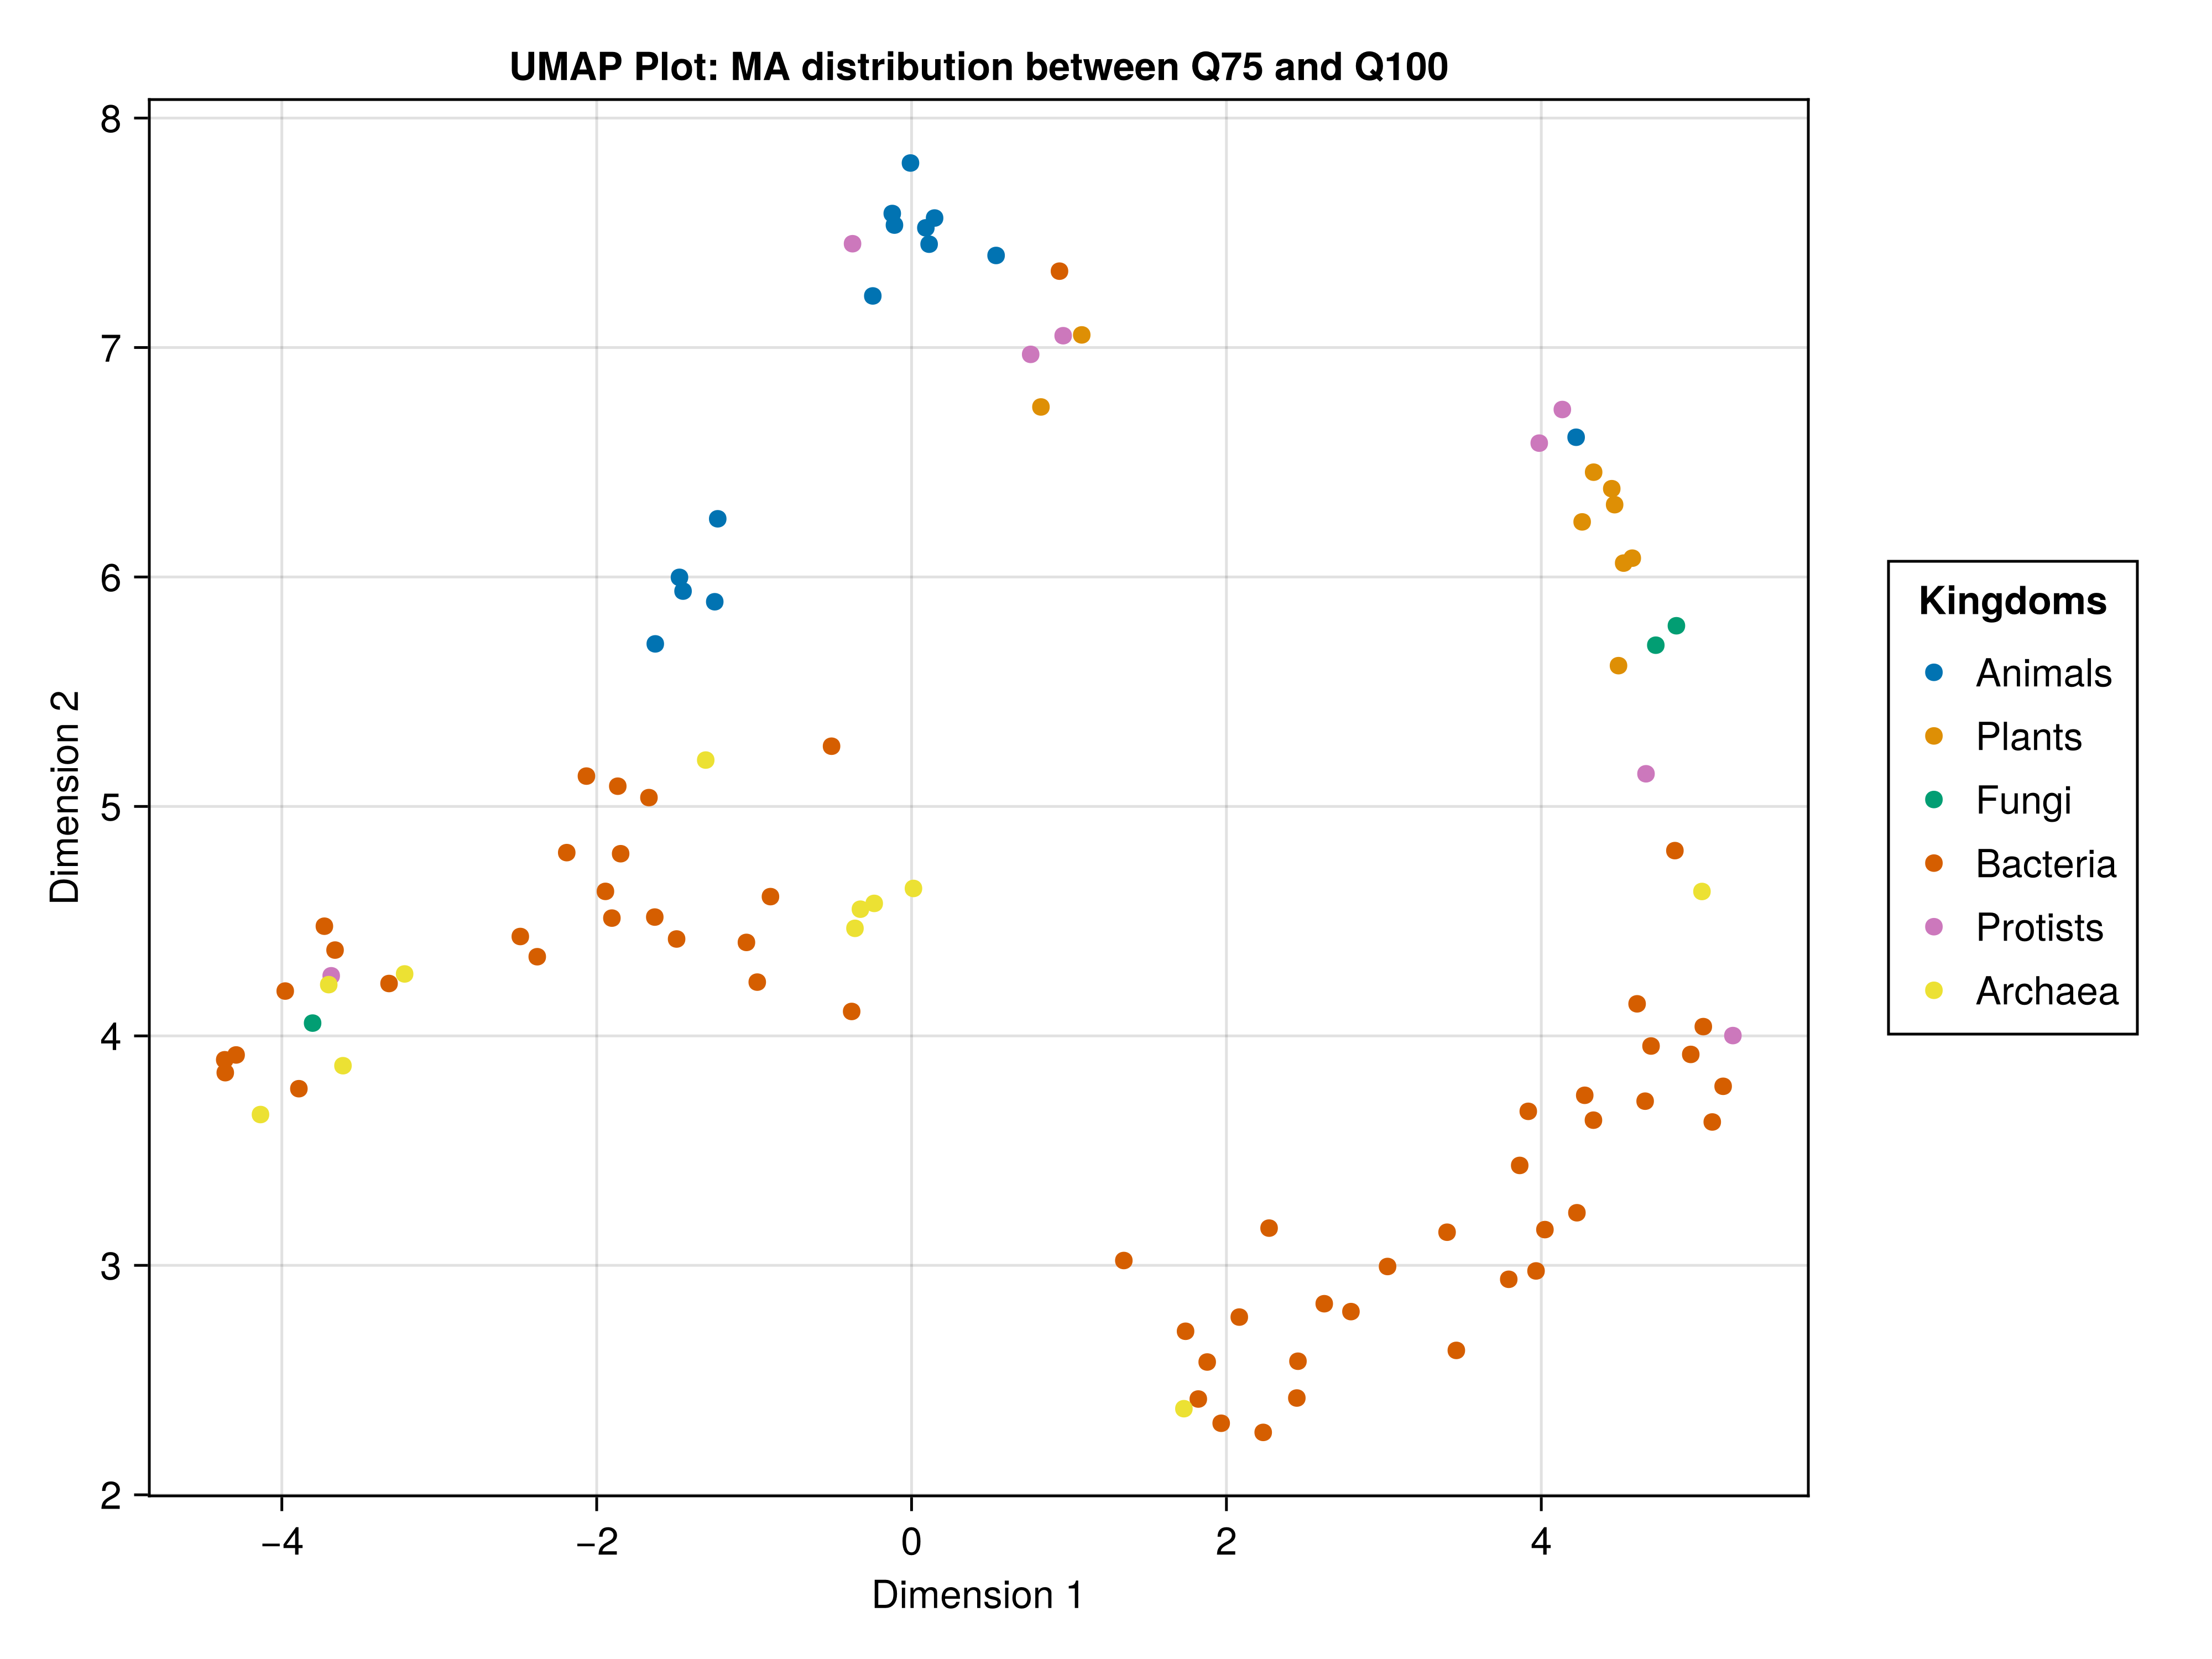 UMAP Plot: MA distribution between Q75 and Q100
8
7
6
5
4
3
2
Dimension 2
−4
−2
0
2
4
Dimension 1
Kingdoms
Animals
Plants
Fungi
Bacteria
Protists
Archaea